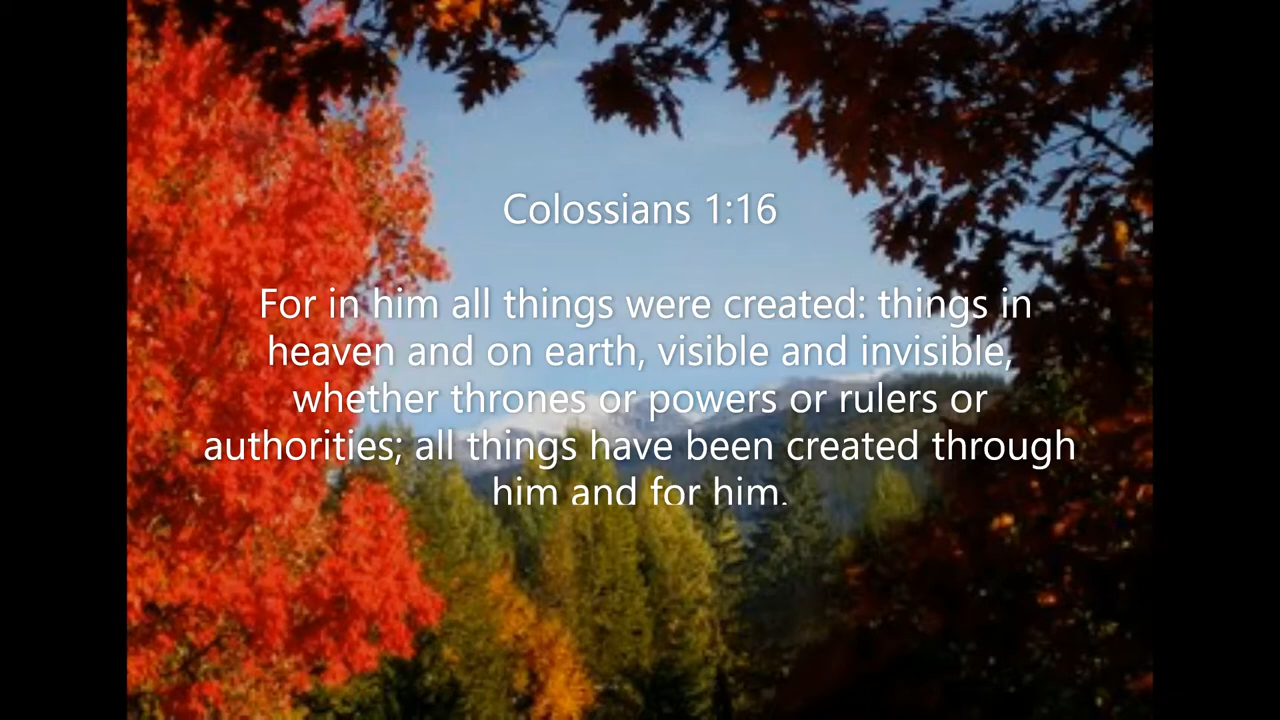 Colossians 1:16
For in him all things were created: things in
heaven and on earth, visible and invisible,
whether thrones or powers or rulers or
authorities; all things have been created through
him and for him.